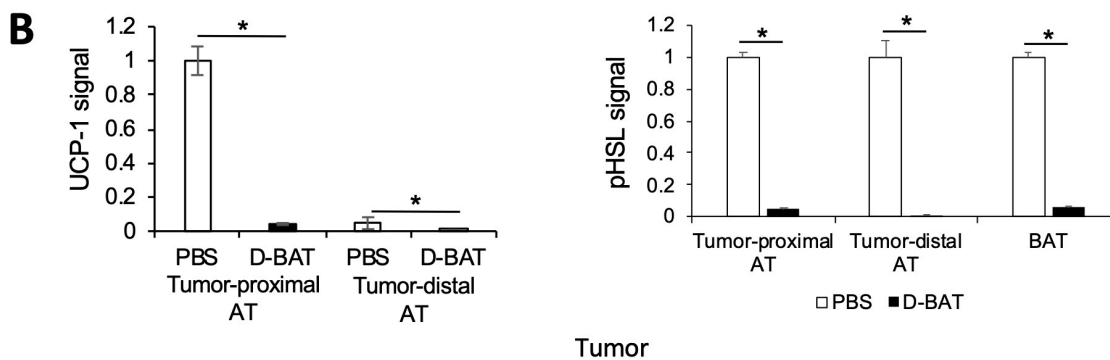 B
UCP-1 signal
1.2
1
0.8
0.6
0.4
0.2
0
*
*
PBS D-BAT PBS D-BAT
Tumor-proximal AT
Tumor-distal AT
pHSL signal
1.2
1
0.8
0.6
0.4
0.2
0
*
*
*
Tumor-proximal AT
Tumor-distal AT
BAT
PBS D-BAT
Tumor